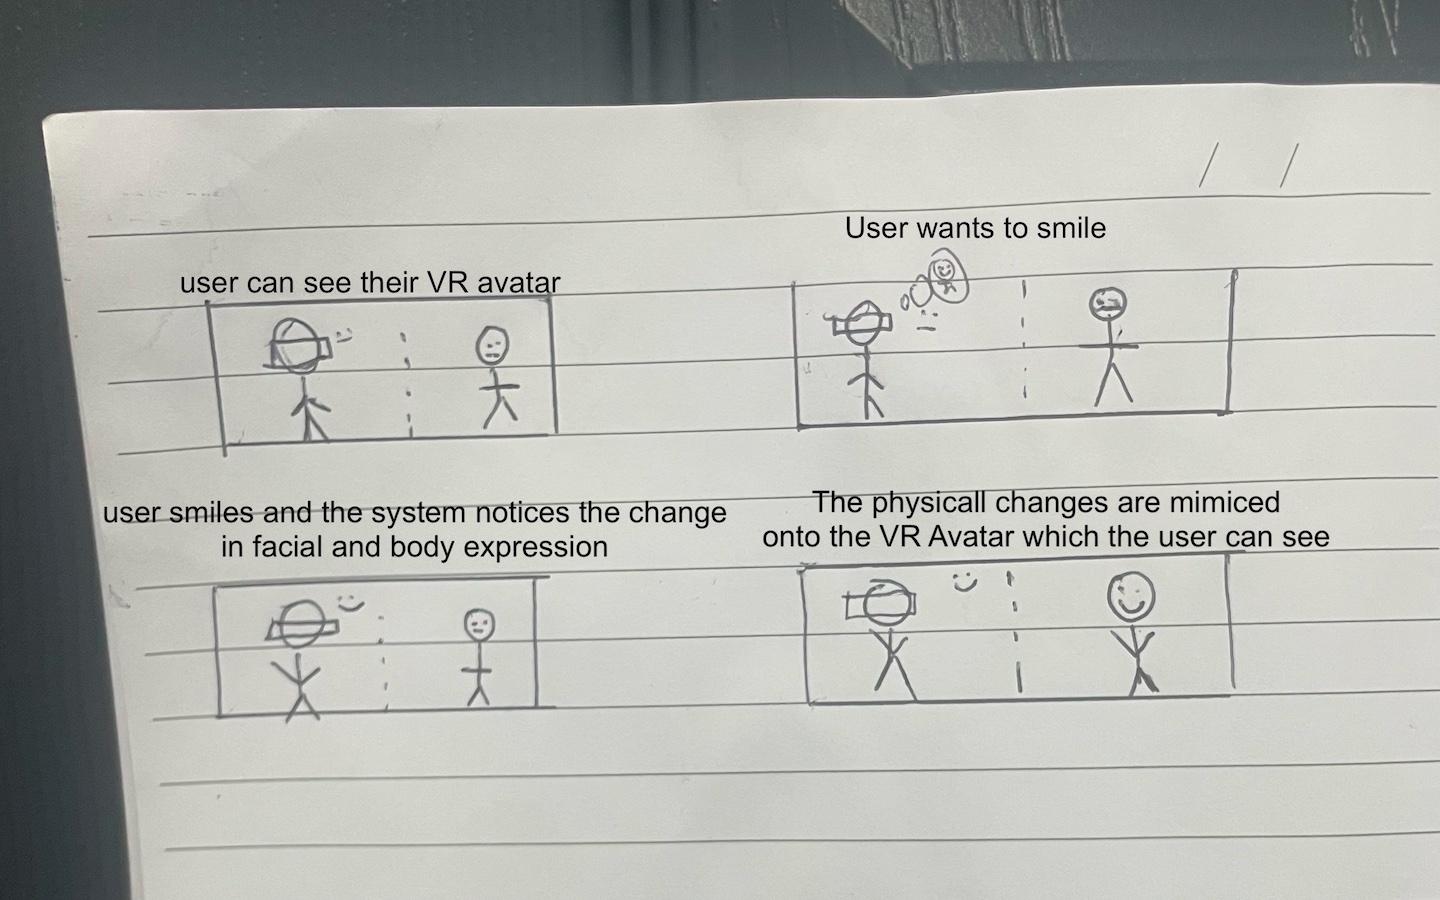 / /
user can see their VR avatar
User wants to smile
user smiles and the system notices the change
in facial and body expression
The physicall changes are mimiced
onto the VR Avatar which the user can see